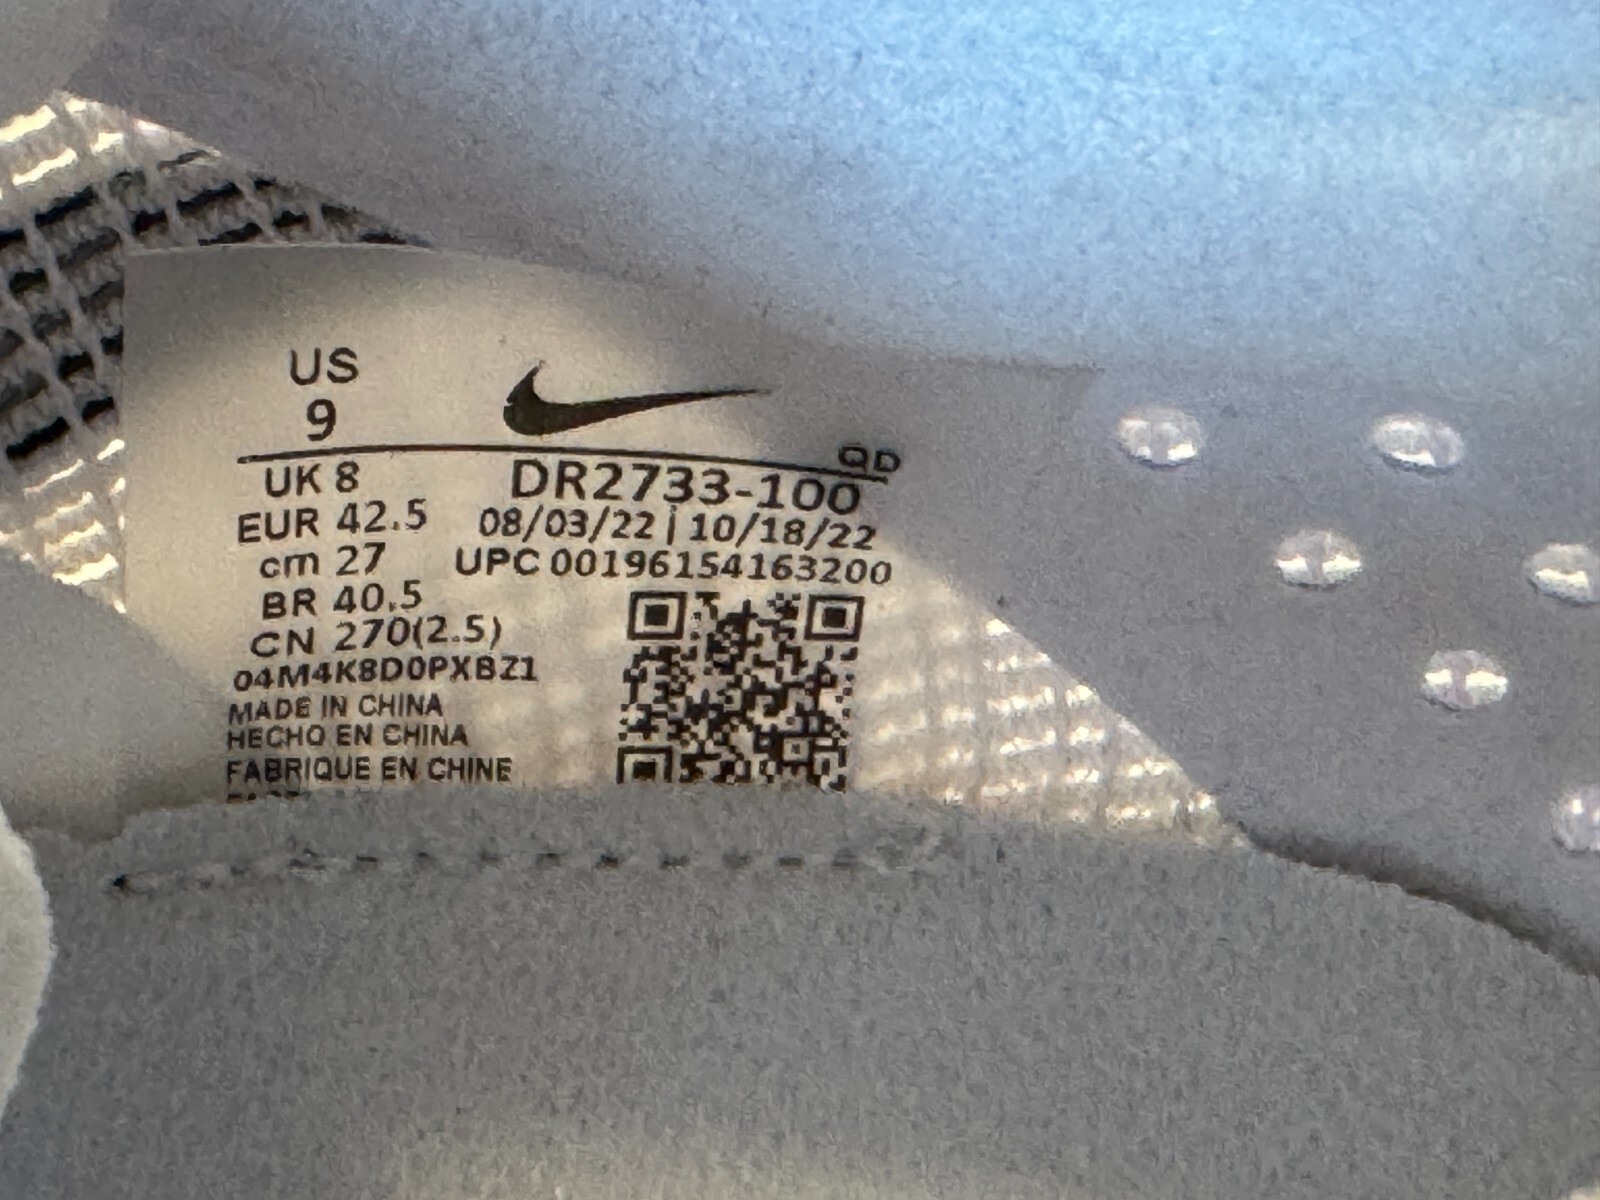 US
9
QD
UK 8
DR2733-100
EUR 42.5
08/03/22 | 10/18/22
cm 27
UPC 00196154163200
BR 40.5
CN 270(2.5)
04M4K8D0PXBZ1
MADE IN CHINA
HECHO EN CHINA
FABRIQUE EN CHINE